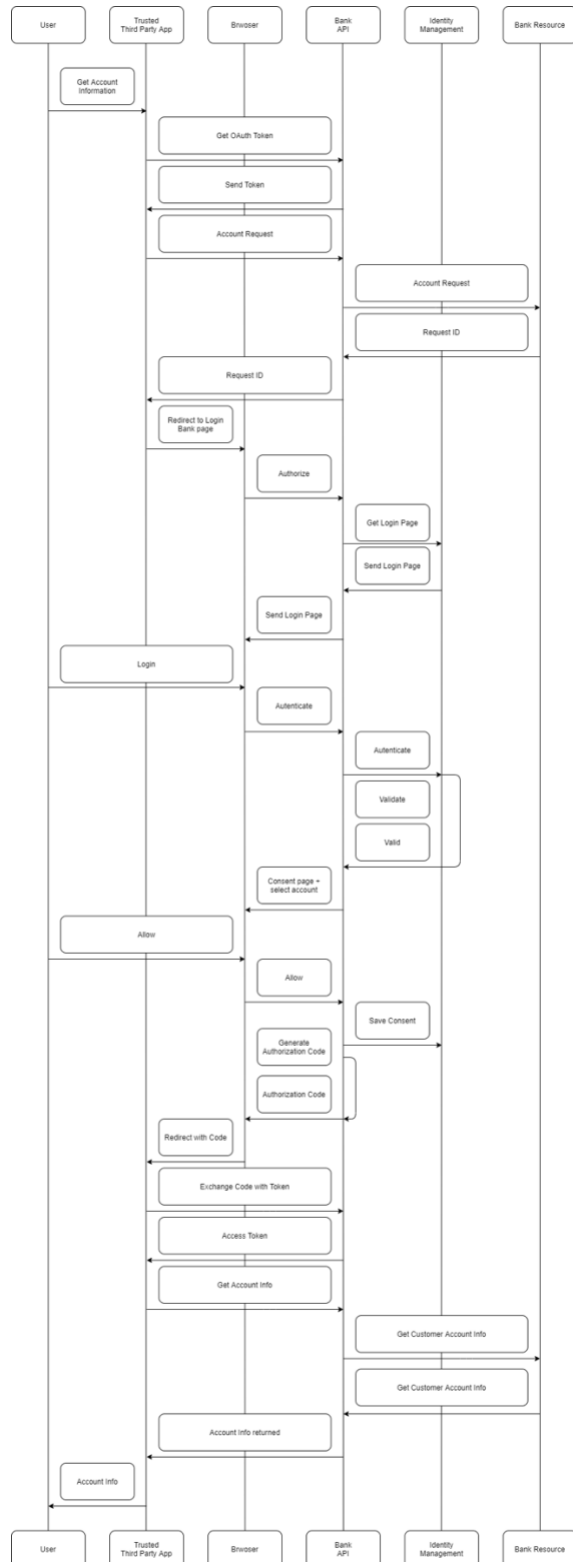 User
Trusted
Third Party App
Brwoser
Bank
API
Identity
Management
Bank Resource
Get Account
Information
Get OAuth Token
Send Token
Account Request
Account Request
Request ID
Request ID
Redirect to Login
Bank page
Authorize
Get Login Page
Send Login Page
Send Login Page
Login
Autenticate
Autenticate
Validate
Valid
Consent page +
select account
Allow
Allow
Save Consent
Generate
Authorization Code
Authorization Code
Redirect with Code
Exchange Code with Token
Access Token
Get Account Info
Get Customer Account Info
Get Customer Account Info
Account Info returned
Account Info
User
Trusted
Third Party App
Brwoser
Bank
API
Identity
Management
Bank Resource